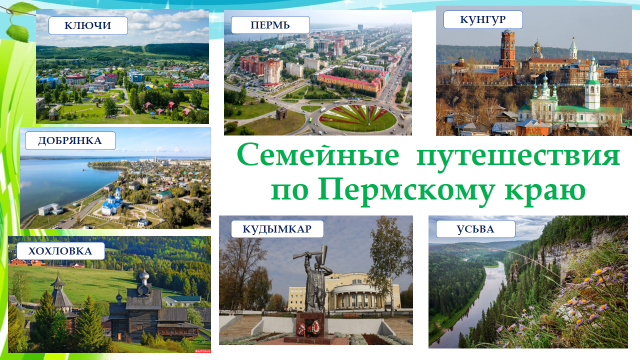 КЛЮЧИ
ПЕРМЬ
КУНГУР
ДОБРЯНКА
Семейные путешествия
по Пермскому краю
ХОХЛОВКА
КУДЫМКАР
УСЬВА